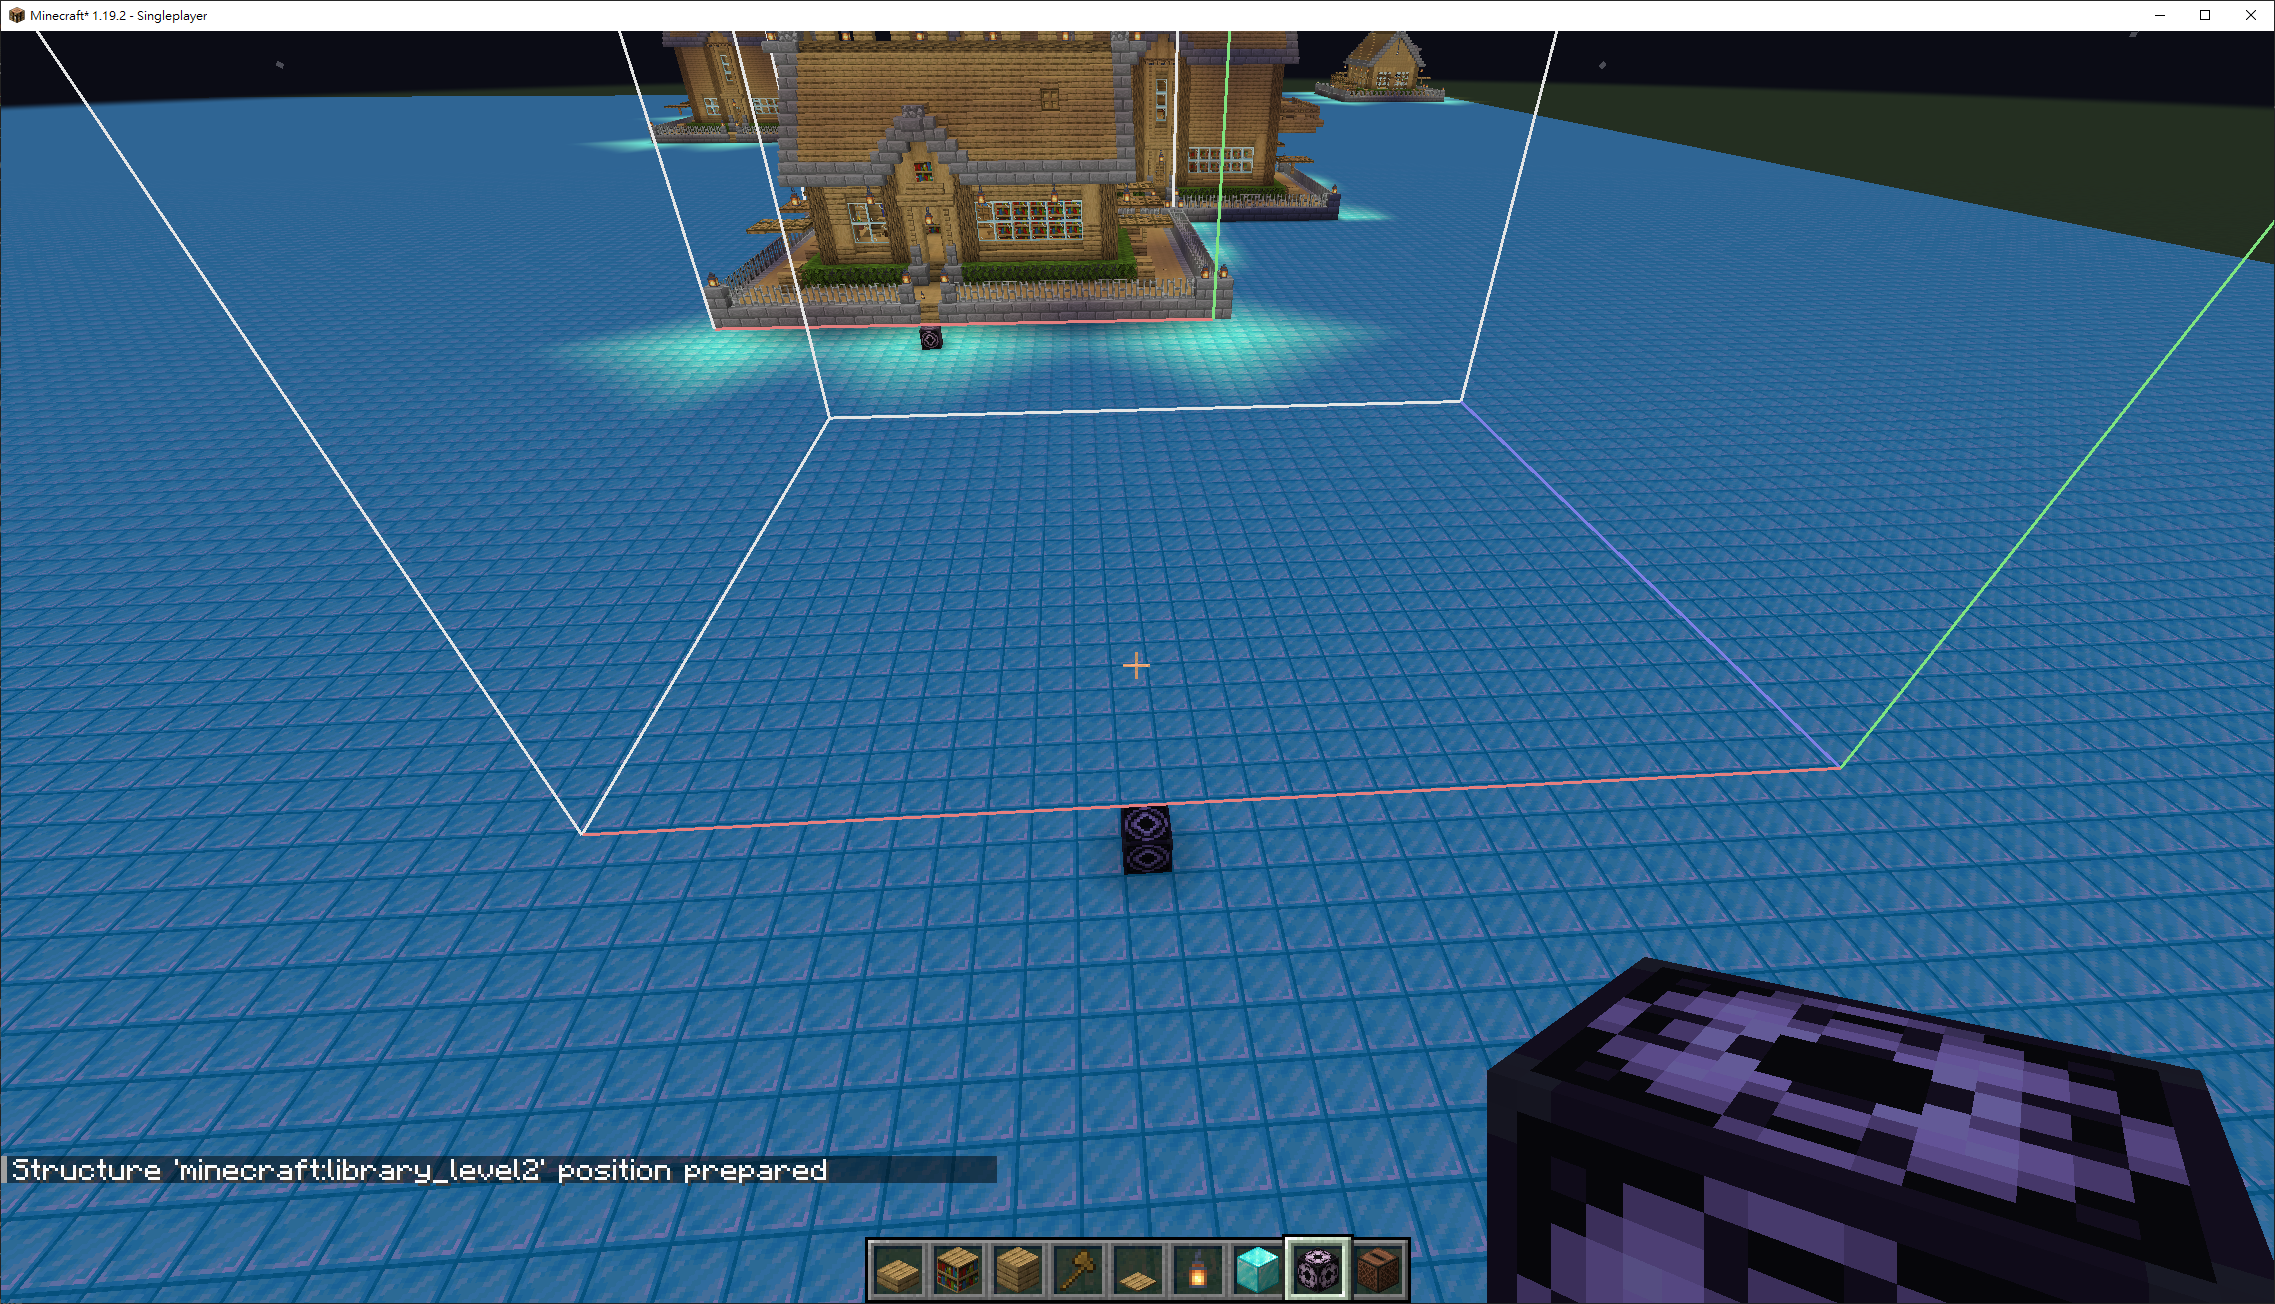 Minecraft* 1.19.2 - Singleplayer
Structure 'minecraft:library_level2' position prepared